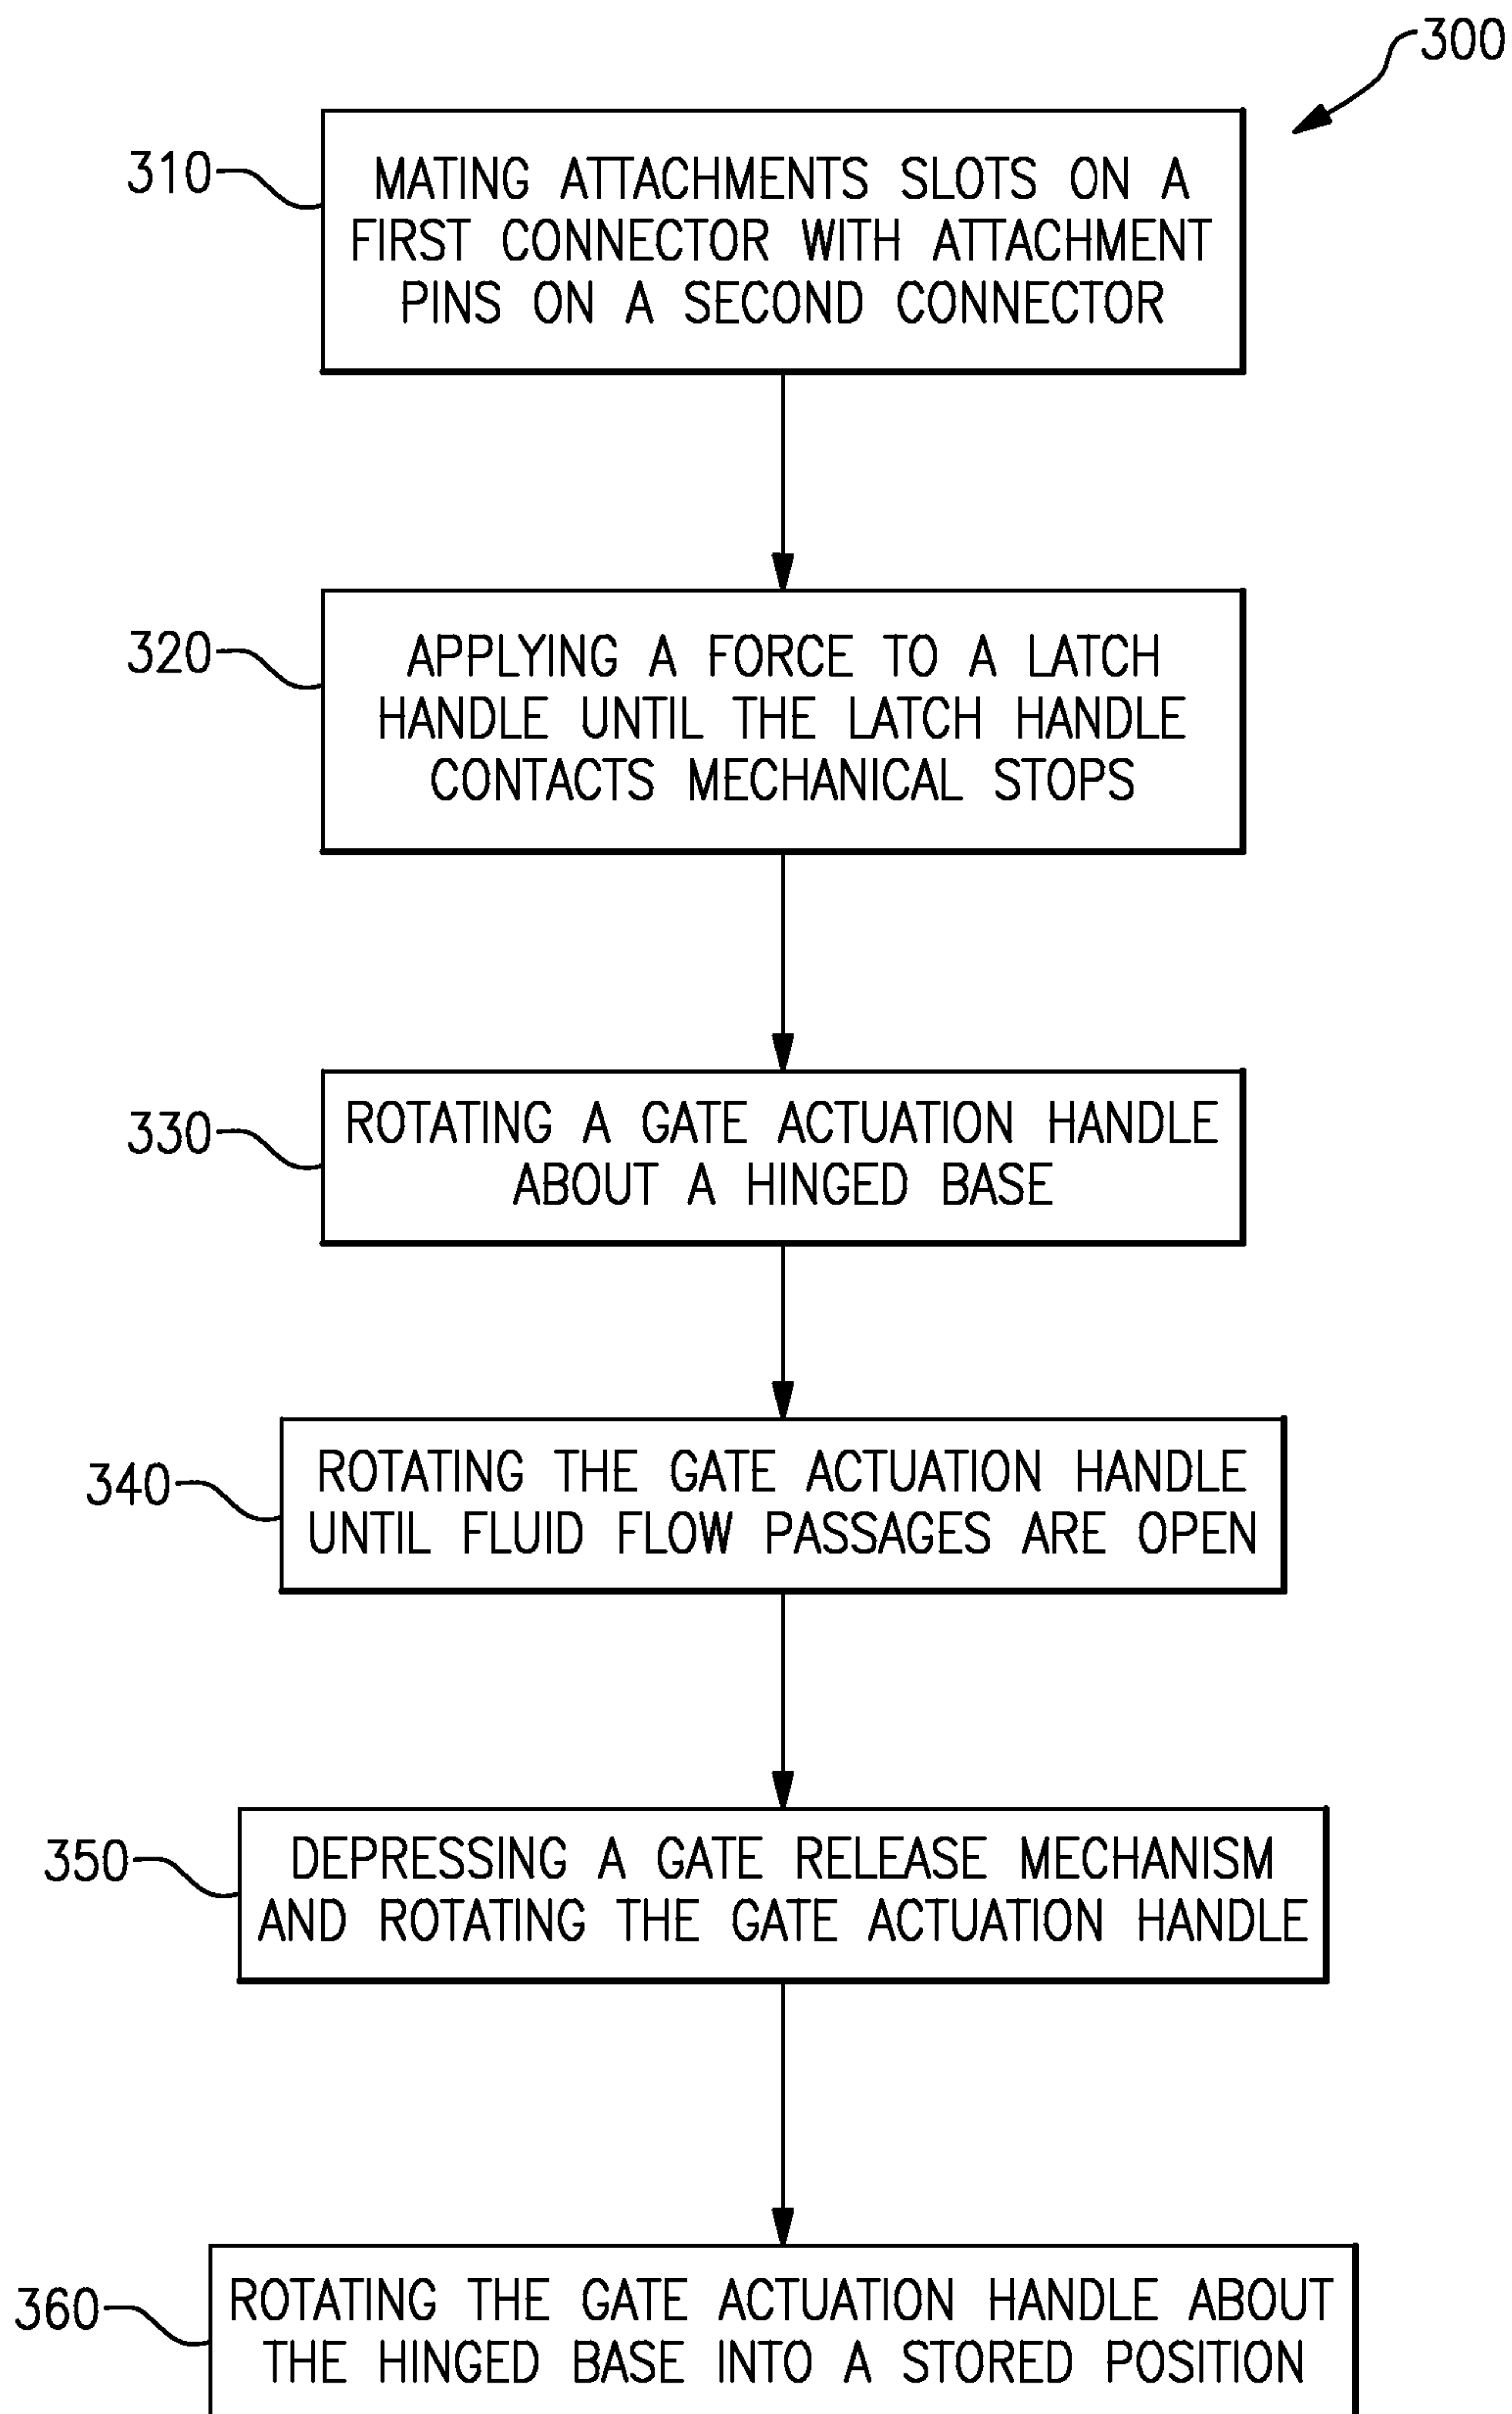 300
310
MATING ATTACHMENTS SLOTS ON A
FIRST CONNECTOR WITH ATTACHMENT
PINS ON A SECOND CONNECTOR
320
APPLYING A FORCE TO A LATCH
HANDLE UNTIL THE LATCH HANDLE
CONTACTS MECHANICAL STOPS
330
ROTATING A GATE ACTUATION HANDLE
ABOUT A HINGED BASE
340
ROTATING THE GATE ACTUATION HANDLE
UNTIL FLUID FLOW PASSAGES ARE OPEN
350
DEPRESSING A GATE RELEASE MECHANISM
AND ROTATING THE GATE ACTUATION HANDLE
360
ROTATING THE GATE ACTUATION HANDLE ABOUT
THE HINGED BASE INTO A STORED POSITION